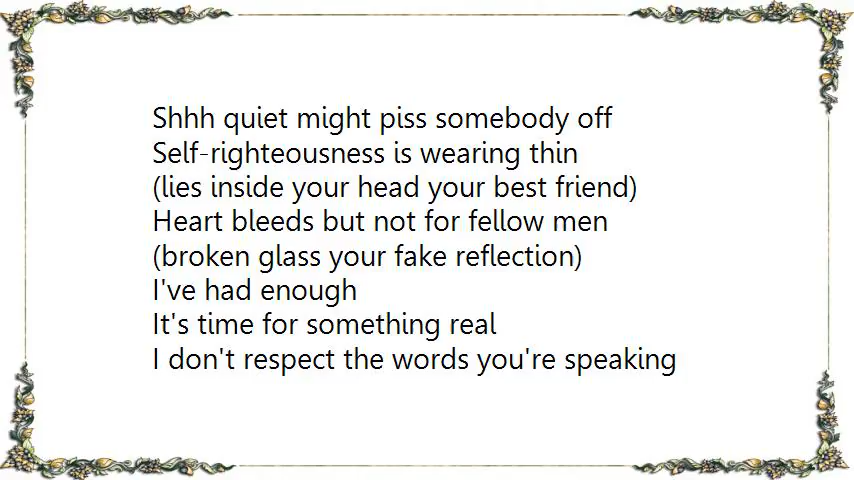 Shhh quiet might piss somebody off
Self-righteousness is wearing thin
(lies inside your head your best friend)
Heart bleeds but not for fellow men
(broken glass your fake reflection)
I've had enough
It's time for something real
I don't respect the words you're speaking